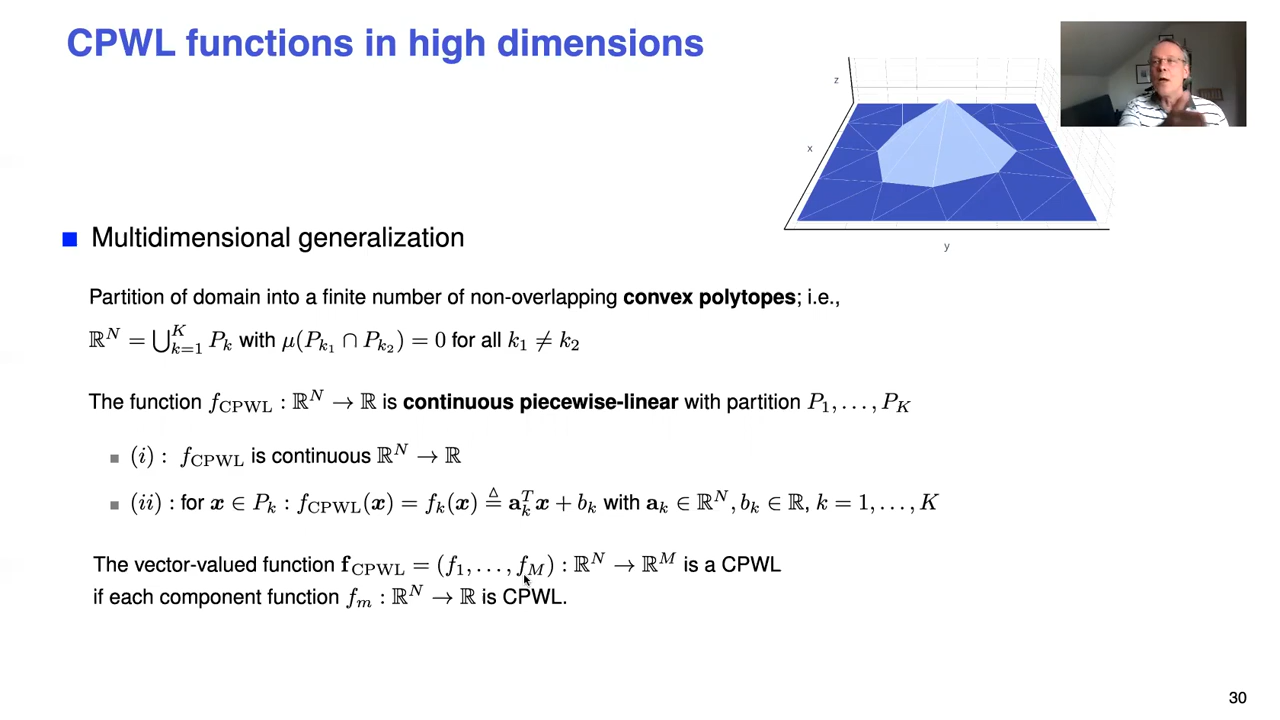 CPWL functions in high dimensions
z
x
y
Multidimensional generalization
Partition of domain into a finite number of non-overlapping convex polytopes; i.e.,
ℝ^N = ⋃_{k=1}^K P_k with μ(P_{k_1} ∩ P_{k_2}) = 0 for all k_1 ≠ k_2
The function f_CPWL : ℝ^N → ℝ is continuous piecewise-linear with partition P_1, . . . , P_K
(i) : f_CPWL is continuous ℝ^N → ℝ
(ii) : for x ∈ P_k : f_CPWL(x) = f_k(x) ≜ a_k^T x + b_k with a_k ∈ ℝ^N, b_k ∈ ℝ, k = 1, . . . , K
The vector-valued function f_CPWL = (f_1, . . . , f_M) : ℝ^N → ℝ^M is a CPWL
if each component function f_m : ℝ^N → ℝ is CPWL.
30